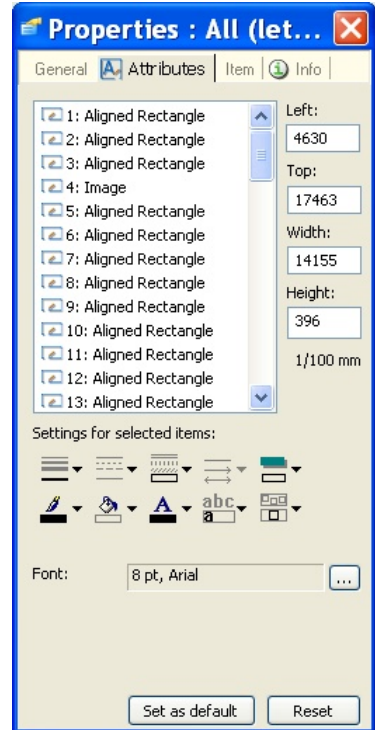 Properties : All (let...
General Attributes Item Info
1: Aligned Rectangle
2: Aligned Rectangle
3: Aligned Rectangle
4: Image
5: Aligned Rectangle
6: Aligned Rectangle
7: Aligned Rectangle
8: Aligned Rectangle
9: Aligned Rectangle
10: Aligned Rectangle
11: Aligned Rectangle
12: Aligned Rectangle
13: Aligned Rectangle
Left:
4630
Top:
17463
Width:
14155
Height:
396
1/100 mm
Settings for selected items:
A abc
a
Font: 8 pt, Arial ...
Set as default Reset